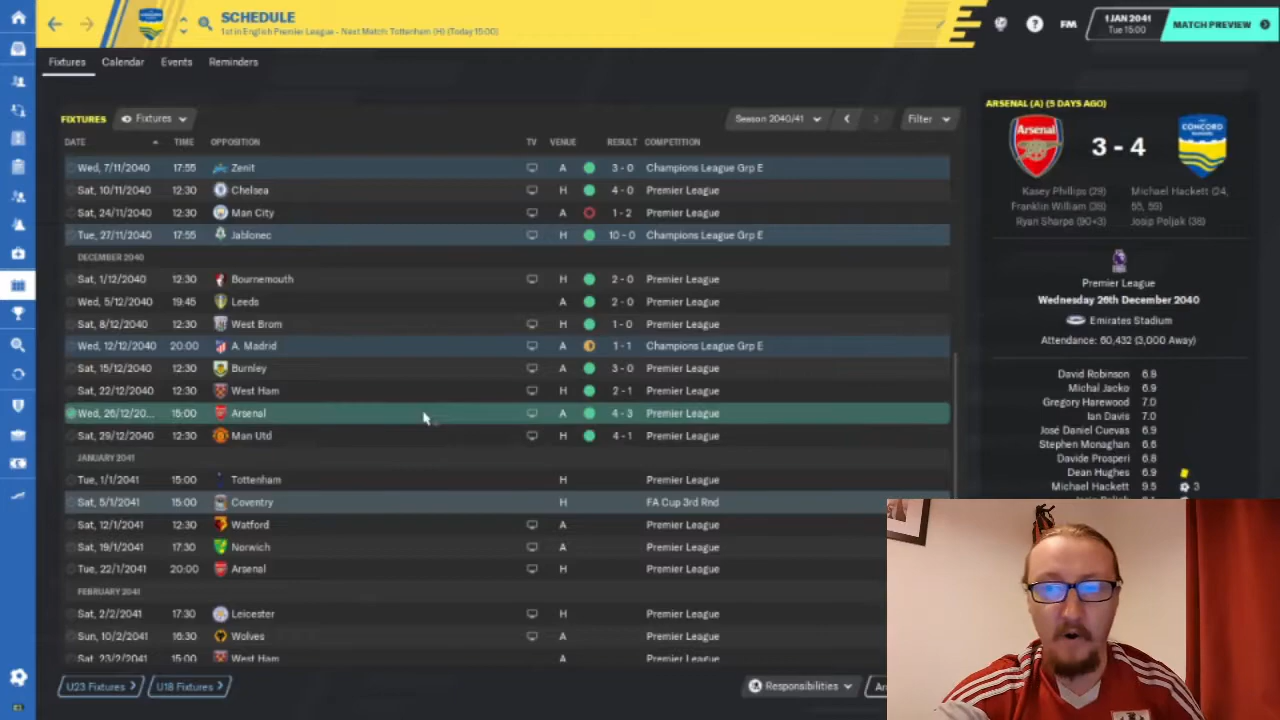 SCHEDULE
1st in English Premier League - Next Match: Tottenham (H) (Today 15:00)
FM
1 JAN 2041
Tue 15:00
MATCH PREVIEW
Fixtures
Calendar
Events
Reminders
FIXTURES
Fixtures
Season 2040/41
Filter
DATE TIME OPPOSITION TV VENUE RESULT COMPETITION
Wed, 7/11/2040 17:55 Zenit A 3 - 0 Champions League Grp E
Sat, 10/11/2040 12:30 Chelsea H 4 - 0 Premier League
Sat, 24/11/2040 12:30 Man City A 1 - 2 Premier League
Tue, 27/11/2040 17:55 Jablonec H 10 - 0 Champions League Grp E
DECEMBER 2040
Sat, 1/12/2040 12:30 Bournemouth H 2 - 0 Premier League
Wed, 5/12/2040 19:45 Leeds A 2 - 0 Premier League
Sat, 8/12/2040 12:30 West Brom H 1 - 0 Premier League
Wed, 12/12/2040 20:00 A. Madrid A 1 - 1 Champions League Grp E
Sat, 15/12/2040 12:30 Burnley A 3 - 0 Premier League
Sat, 22/12/2040 12:30 West Ham H 2 - 1 Premier League
Wed, 26/12/20... 15:00 Arsenal A 4 - 3 Premier League
Sat, 29/12/2040 12:30 Man Utd H 4 - 1 Premier League
JANUARY 2041
Tue, 1/1/2041 15:00 Tottenham H Premier League
Sat, 5/1/2041 15:00 Coventry H FA Cup 3rd Rnd
Sat, 12/1/2041 12:30 Watford A Premier League
Sat, 19/1/2041 17:30 Norwich A Premier League
Tue, 22/1/2041 20:00 Arsenal H Premier League
FEBRUARY 2041
Sat, 2/2/2041 17:30 Leicester H Premier League
Sun, 10/2/2041 16:30 Wolves A Premier League
Sat, 23/2/2041 15:00 West Ham A Premier League
U23 Fixtures
U18 Fixtures
Responsibilities
ARSENAL (A) (5 DAYS AGO)
Arsenal
3 - 4
CONCORD
Kasey Phillips (29)
Franklin William (38)
Ryan Sharpe (90+3)
Michael Hackett (24,
55, 59)
Josip Poljak (38)
Premier League
Wednesday 26th December 2040
Emirates Stadium
Attendance: 60,432 (3,000 Away)
David Robinson 6.8
Michal Jacko 6.9
Gregory Harewood 7.0
Ian Davis 7.0
José Daniel Cuevas 6.9
Stephen Monaghan 6.6
Davide Prosperi 6.8
Dean Hughes 6.9
Michael Hackett 9.5 3